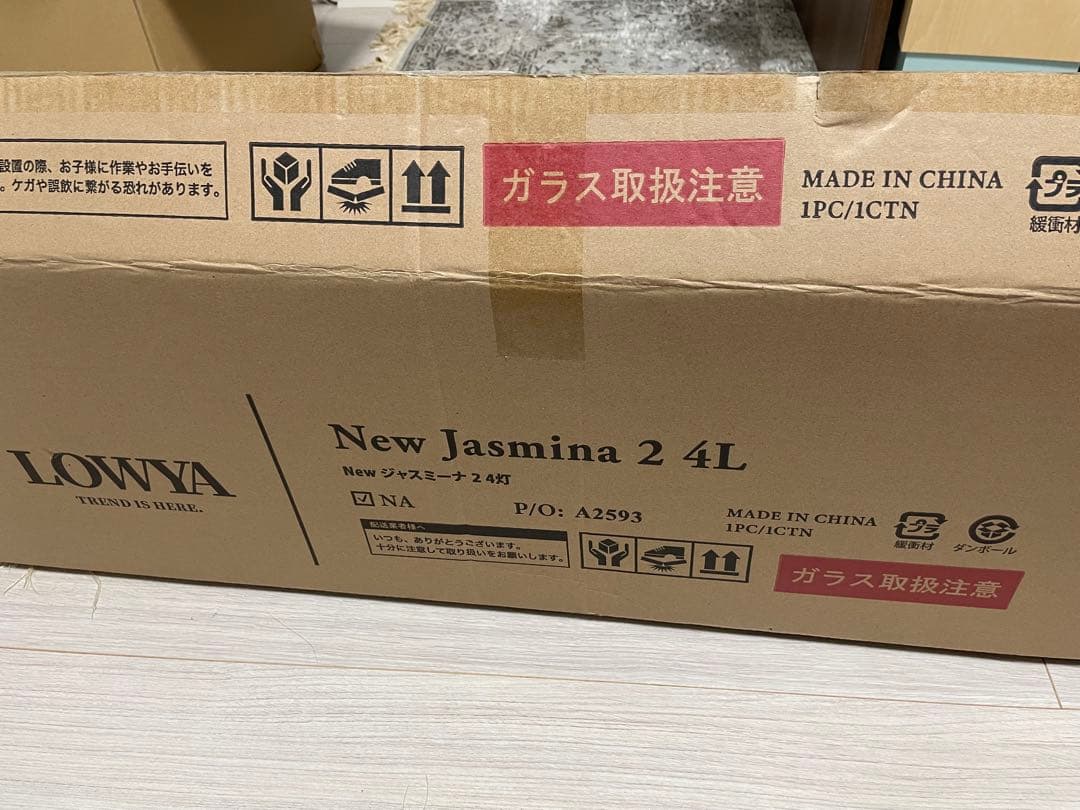 設置の際、お子様に作業やお手伝いを
。ケガや誤飲に繋がる恐れがあります。
ガラス取扱注意
MADE IN CHINA
1PC/1CTN
プラ
緩衝材
LOWYA
TREND IS HERE.
New Jasmina 2 4L
New ジャスミーナ 2 4灯
NA
P/O: A2593
配送業者様へ
いつも、ありがとうございます。
十分に注意して取り扱いをお願いします。
MADE IN CHINA
1PC/1CTN
プラ
緩衝材
ダンボール
ガラス取扱注意